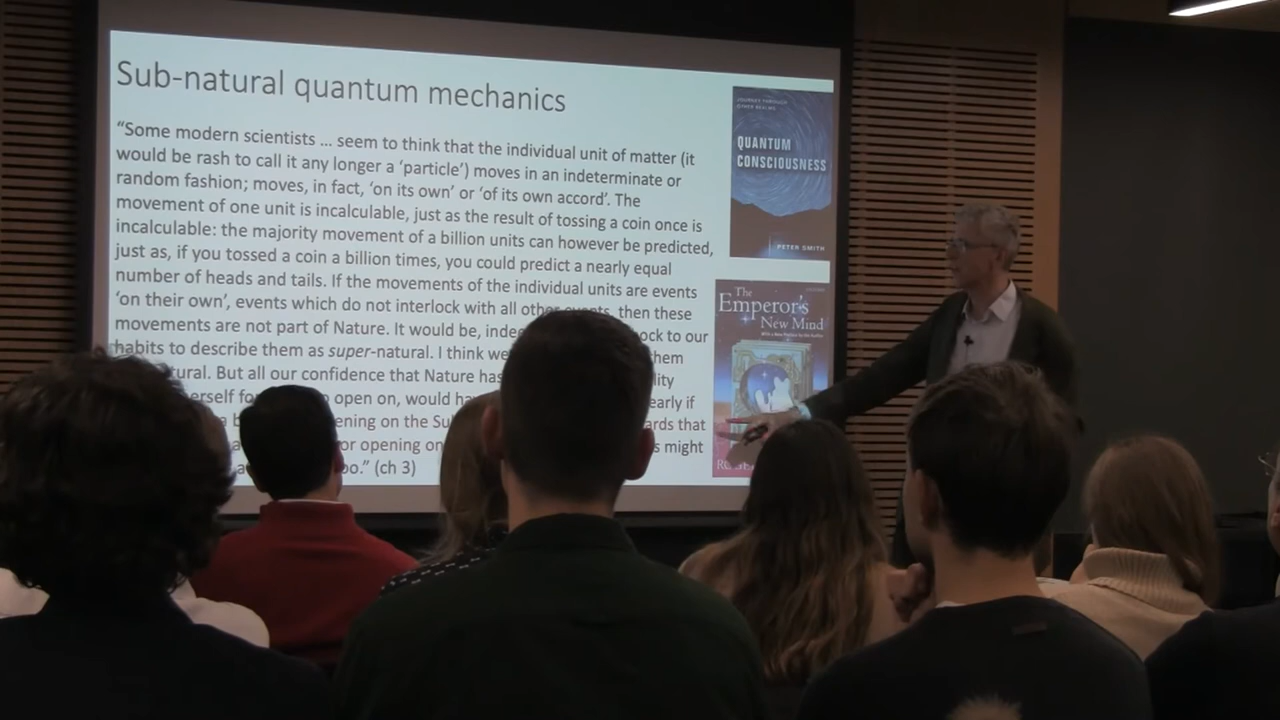 Sub-natural quantum mechanics
“Some modern scientists ... seem to think that the individual unit of matter (it
would be rash to call it any longer a ‘particle’) moves in an indeterminate or
random fashion; moves, in fact, ‘on its own’ or ‘of its own accord’. The
movement of one unit is incalculable, just as the result of tossing a coin once is
incalculable: the majority movement of a billion units can however be predicted,
just as, if you tossed a coin a billion times, you could predict a nearly equal
number of heads and tails. If the movements of the individual units are events
‘on their own’, events which do not interlock with all other events, then these
movements are not part of Nature. It would be, to our
habits to describe them as super-natural. I think
But all our confidence that Nature has
open on, would
if
on the that
or opening on might
(ch 3)
JOURNEY THROUGH
OTHER REALMS
QUANTUM
CONSCIOUSNESS
PETER SMITH
The
Emperor's
New Mind